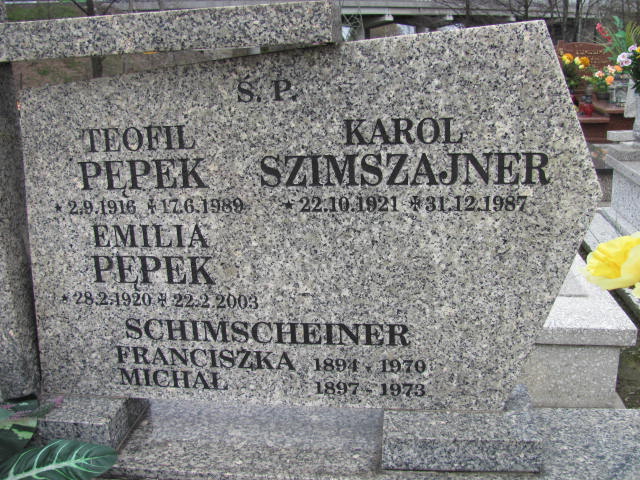 Ś. P.
TEOFIL
PĘPEK
* 2.9.1916 ✝ 17.6.1989
EMILIA
PĘPEK
* 28.2.1920 ✝ 22.2.2003
KAROL
SZIMSZAJNER
* 22.10.1921 ✝ 31.12.1987
SCHIMSCHEINER
FRANCISZKA 1894 - 1970
MICHAŁ 1897 - 1973